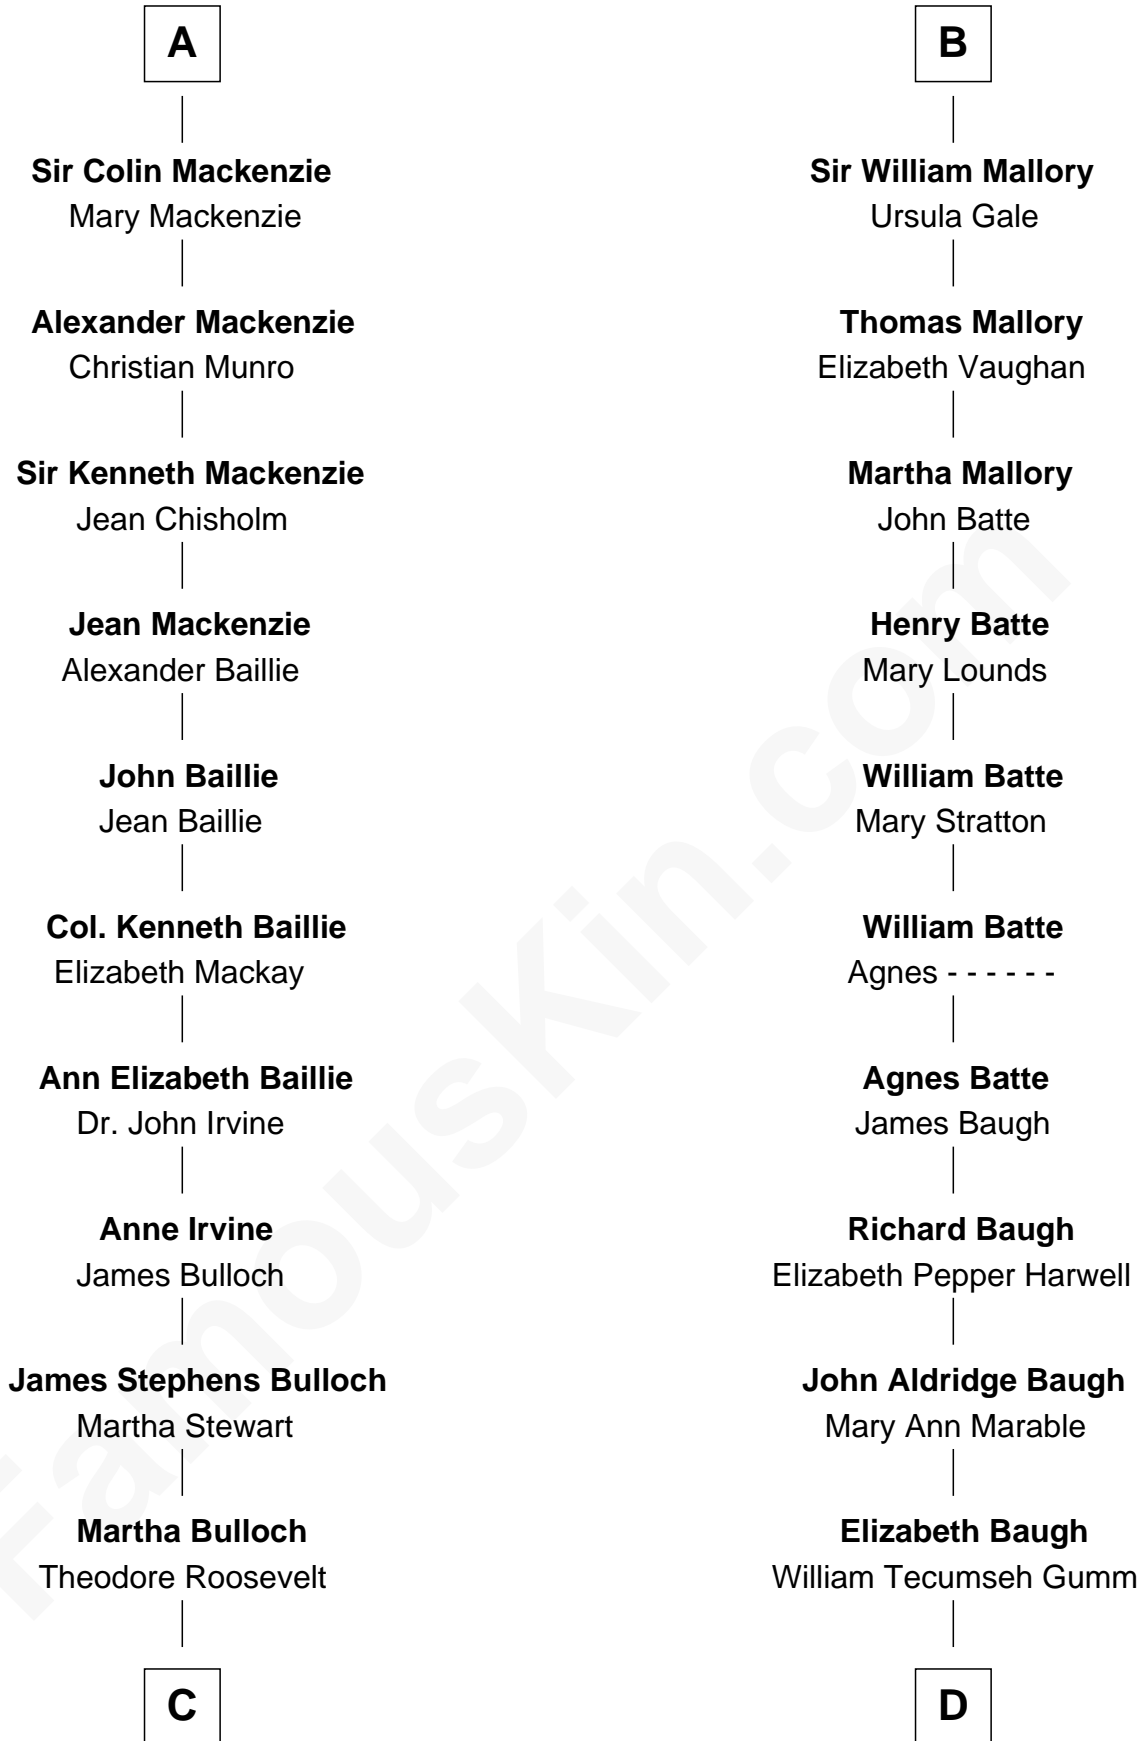 A
Sir Colin Mackenzie
Mary Mackenzie
Alexander Mackenzie
Christian Munro
Sir Kenneth Mackenzie
Jean Chisholm
Jean Mackenzie
Alexander Baillie
John Baillie
Jean Baillie
Col. Kenneth Baillie
Elizabeth Mackay
Ann Elizabeth Baillie
Dr. John Irvine
Anne Irvine
James Bulloch
James Stephens Bulloch
Martha Stewart
Martha Bulloch
Theodore Roosevelt
C
B
Sir William Mallory
Ursula Gale
Thomas Mallory
Elizabeth Vaughan
Martha Mallory
John Batte
Henry Batte
Mary Lounds
William Batte
Mary Stratton
William Batte
Agnes - - - - - -
Agnes Batte
James Baugh
Richard Baugh
Elizabeth Pepper Harwell
John Aldridge Baugh
Mary Ann Marable
Elizabeth Baugh
William Tecumseh Gumm
D
FamousKin.com